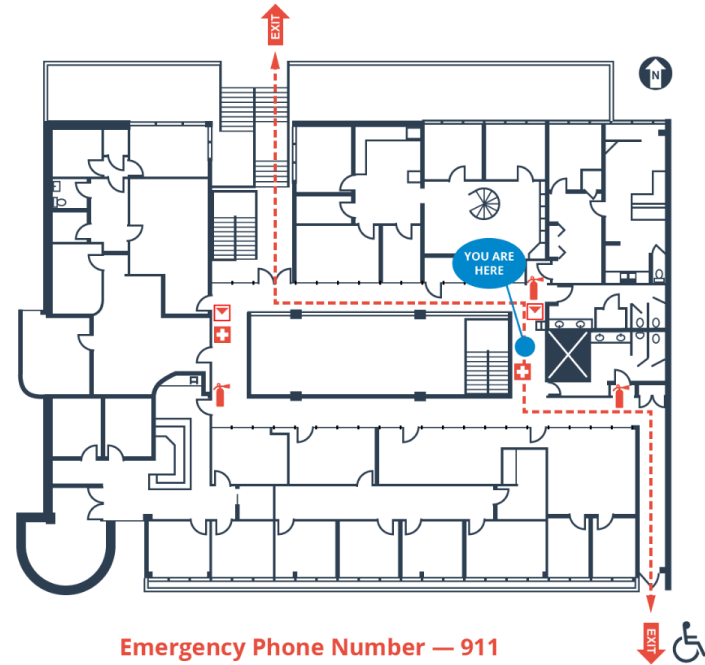 EXIT
N
YOU ARE
HERE
EXIT
Emergency Phone Number — 911